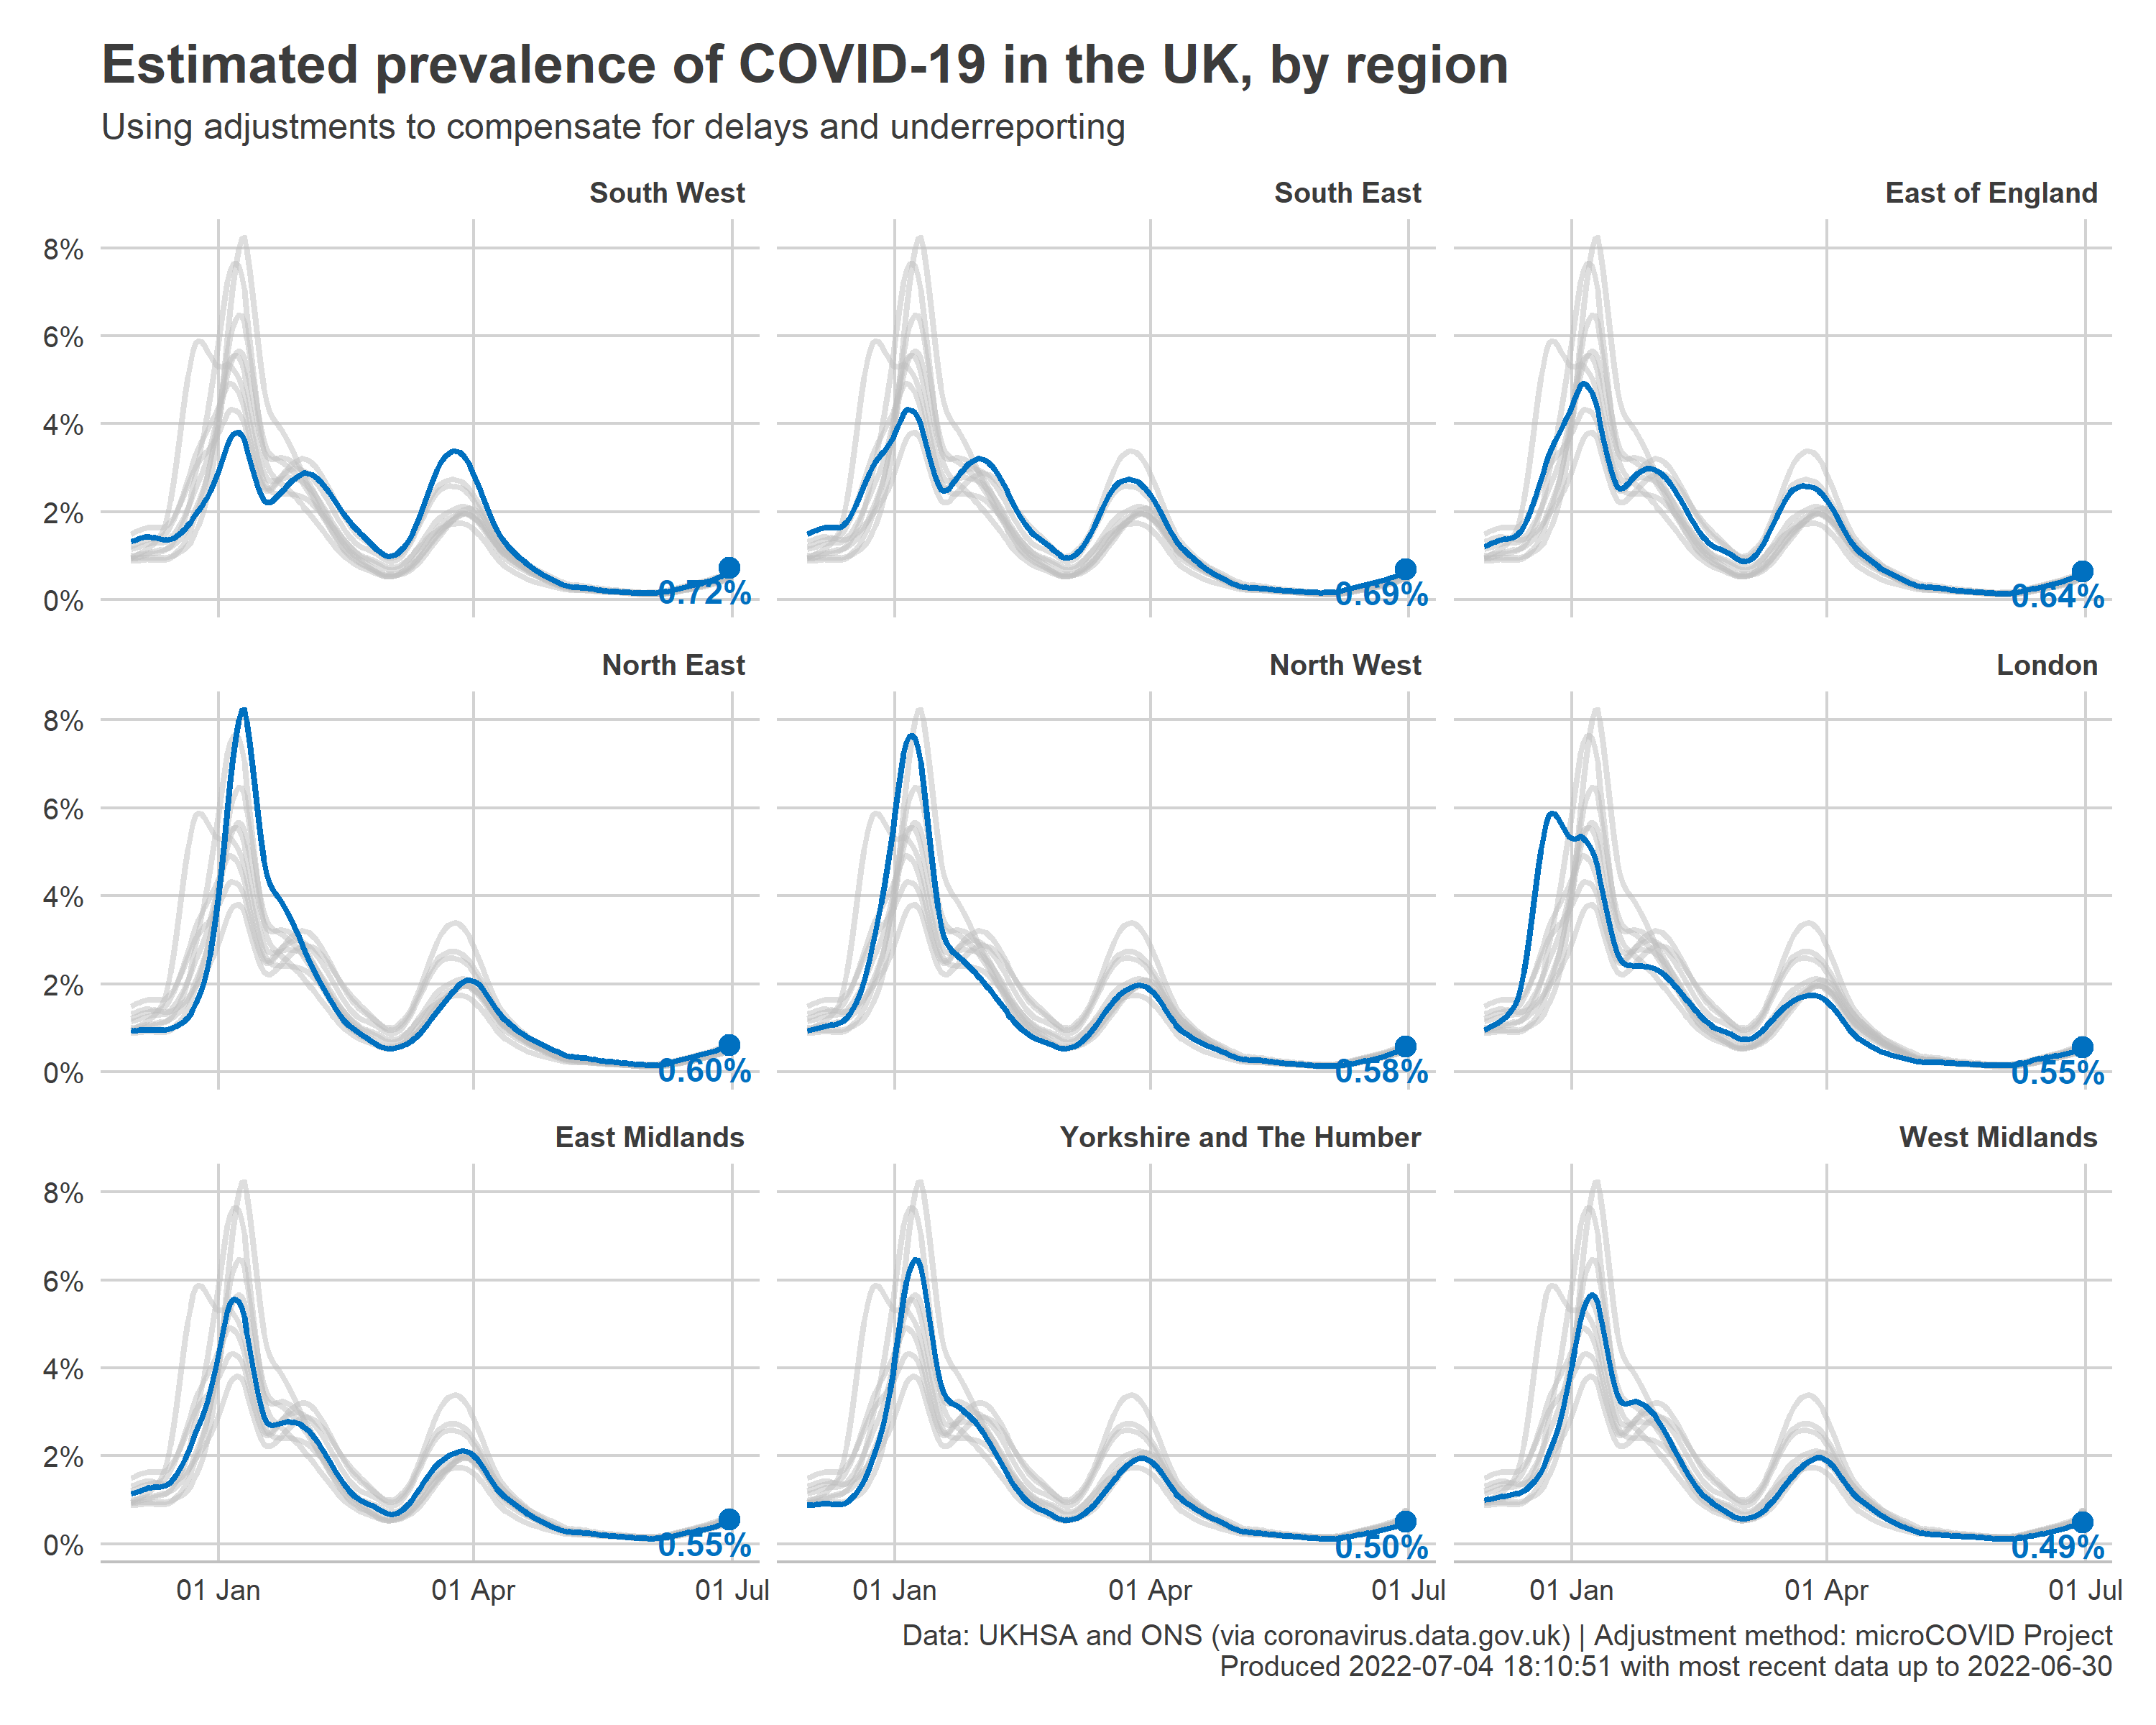 Estimated prevalence of COVID-19 in the UK, by region
Using adjustments to compensate for delays and underreporting
South West
South East
East of England
8%
6%
4%
2%
0%
0.72%
0.69%
0.64%
North East
North West
London
8%
6%
4%
2%
0%
0.60%
0.58%
0.55%
East Midlands
Yorkshire and The Humber
West Midlands
8%
6%
4%
2%
0%
0.55%
0.50%
0.49%
01 Jan 01 Apr 01 Jul 01 Jan 01 Apr 01 Jul 01 Jan 01 Apr 01 Jul
Data: UKHSA and ONS (via coronavirus.data.gov.uk) | Adjustment method: microCOVID Project
Produced 2022-07-04 18:10:51 with most recent data up to 2022-06-30